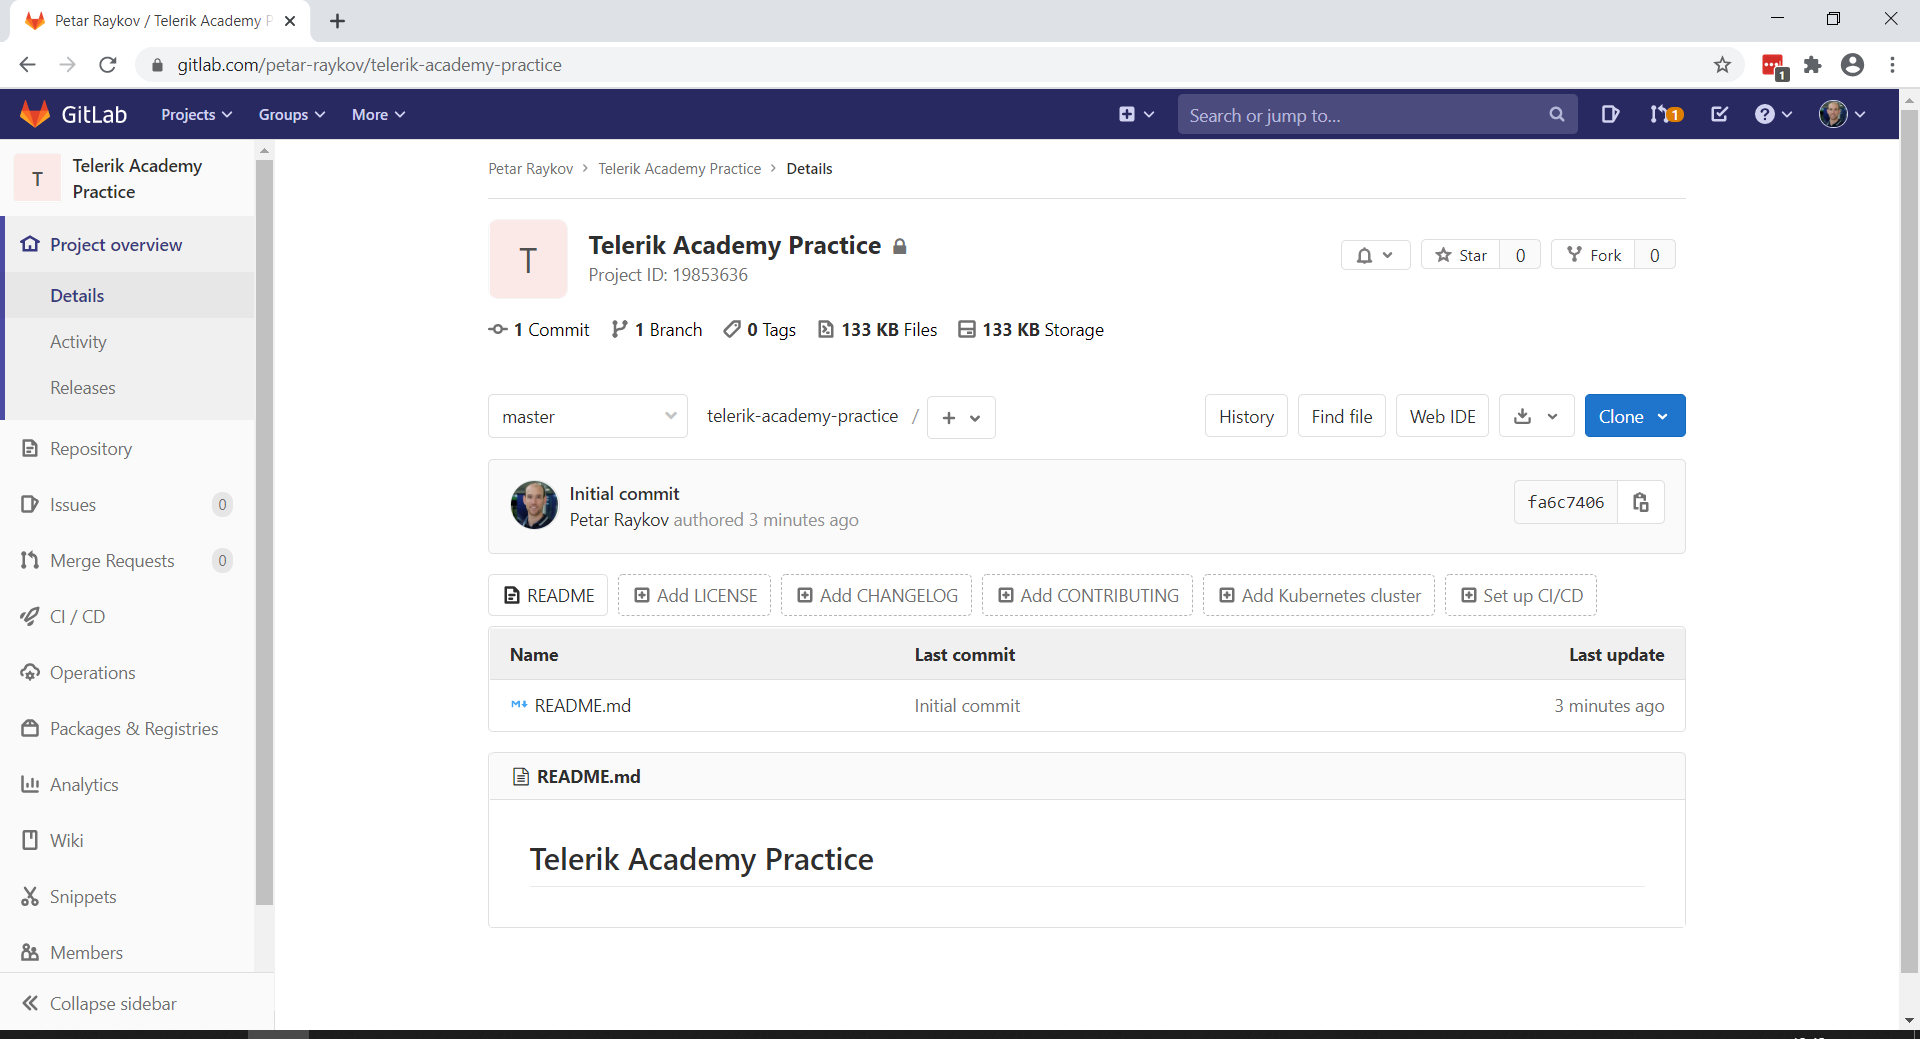 Petar Raykov / Telerik Academy P
gitlab.com/petar-raykov/telerik-academy-practice
1
GitLab
Projects
Groups
More
Search or jump to...
1
T
Telerik Academy
Practice
Project overview
Details
Activity
Releases
Repository
Issues
0
Merge Requests
0
CI / CD
Operations
Packages & Registries
Analytics
Wiki
Snippets
Members
Collapse sidebar
Petar Raykov > Telerik Academy Practice > Details
T
Telerik Academy Practice
Project ID: 19853636
Star 0
Fork 0
1 Commit 1 Branch 0 Tags 133 KB Files 133 KB Storage
master
telerik-academy-practice /
History
Find file
Web IDE
Clone
Initial commit
Petar Raykov authored 3 minutes ago
fa6c7406
README
Add LICENSE
Add CHANGELOG
Add CONTRIBUTING
Add Kubernetes cluster
Set up CI/CD
Name Last commit Last update
README.md Initial commit 3 minutes ago
README.md
Telerik Academy Practice